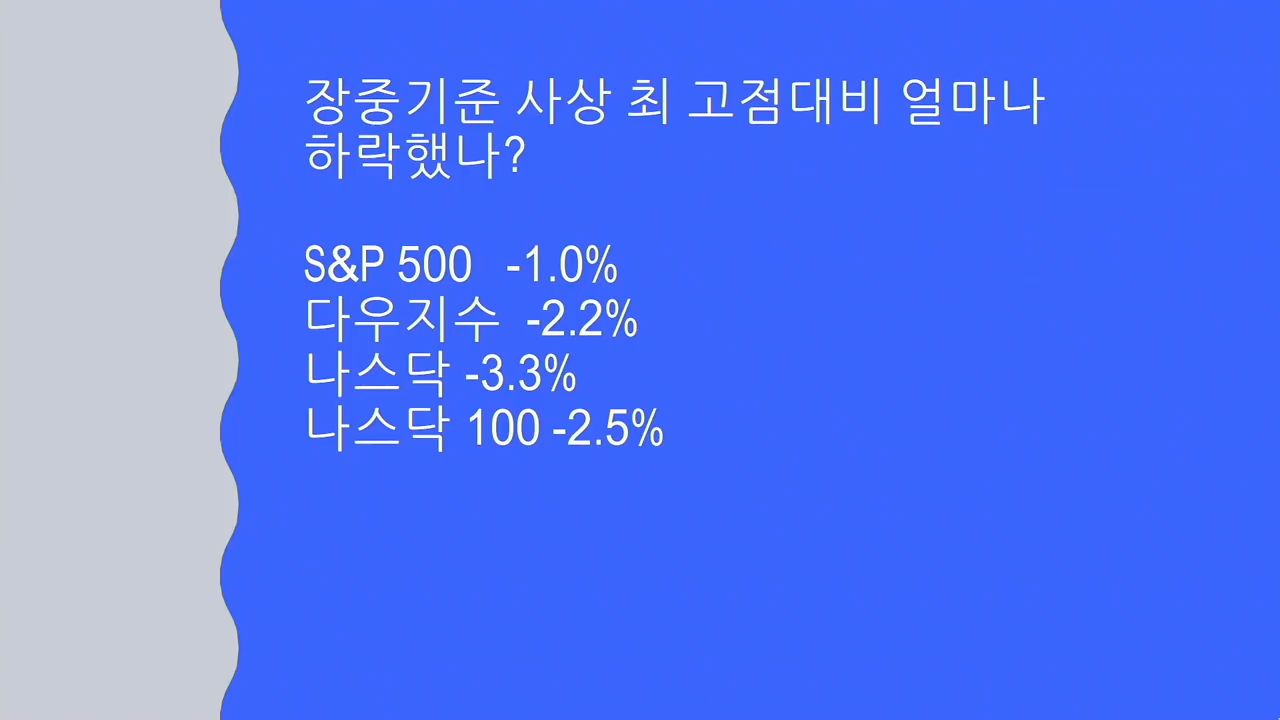 장중기준 사상 최 고점대비 얼마나
하락했나?
S&P 500 -1.0%
다우지수 -2.2%
나스닥 -3.3%
나스닥 100 -2.5%